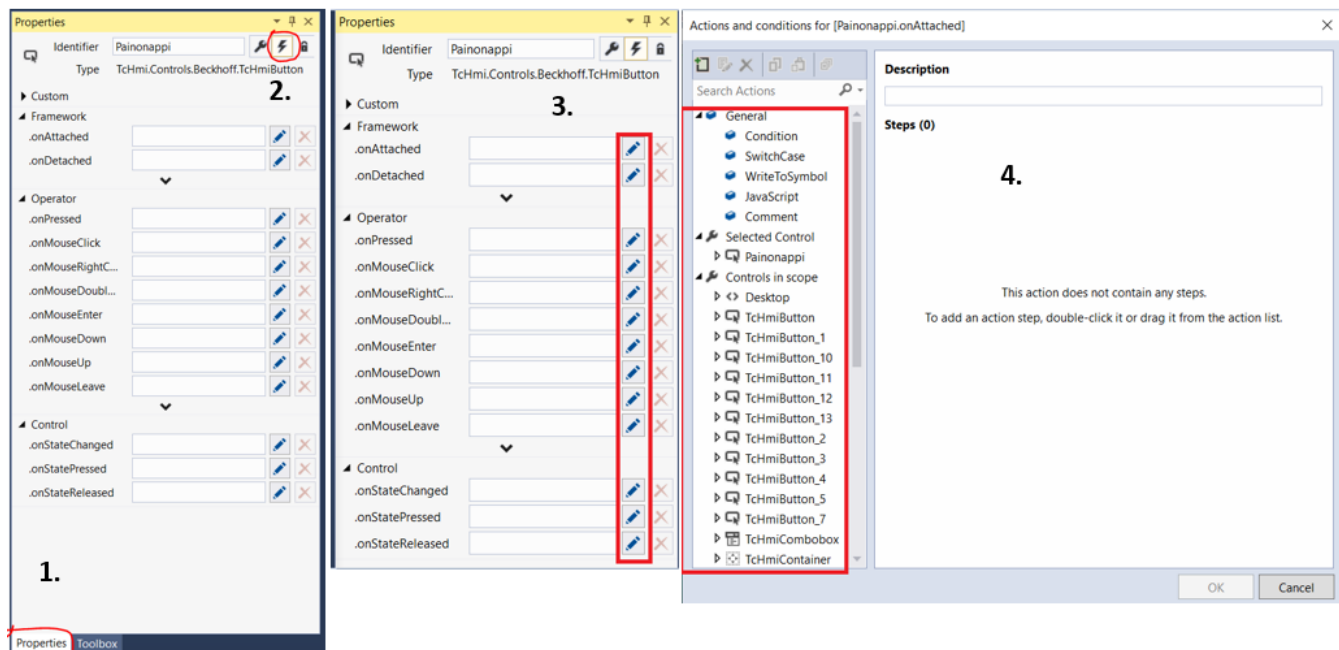 Properties
Identifier Painonappi
Type TcHmi.Controls.Beckhoff.TcHmiButton
2.
Custom
Framework
.onAttached
.onDetached
Operator
.onPressed
.onMouseClick
.onMouseRightC...
.onMouseDoubl...
.onMouseEnter
.onMouseDown
.onMouseUp
.onMouseLeave
Control
.onStateChanged
.onStatePressed
.onStateReleased
1.
Properties Toolbox
Properties
Identifier Painonappi
Type TcHmi.Controls.Beckhoff.TcHmiButton
3.
Custom
Framework
.onAttached
.onDetached
Operator
.onPressed
.onMouseClick
.onMouseRightC...
.onMouseDoubl...
.onMouseEnter
.onMouseDown
.onMouseUp
.onMouseLeave
Control
.onStateChanged
.onStatePressed
.onStateReleased
Actions and conditions for [Painonappi.onAttached]
Search Actions
General
Condition
SwitchCase
WriteToSymbol
JavaScript
Comment
Selected Control
Painonappi
Controls in scope
Desktop
TcHmiButton
TcHmiButton_1
TcHmiButton_10
TcHmiButton_11
TcHmiButton_12
TcHmiButton_13
TcHmiButton_2
TcHmiButton_3
TcHmiButton_4
TcHmiButton_5
TcHmiButton_7
TcHmiCombobox
TcHmiContainer
Description
Steps (0)
4.
This action does not contain any steps.
To add an action step, double-click it or drag it from the action list.
OK Cancel